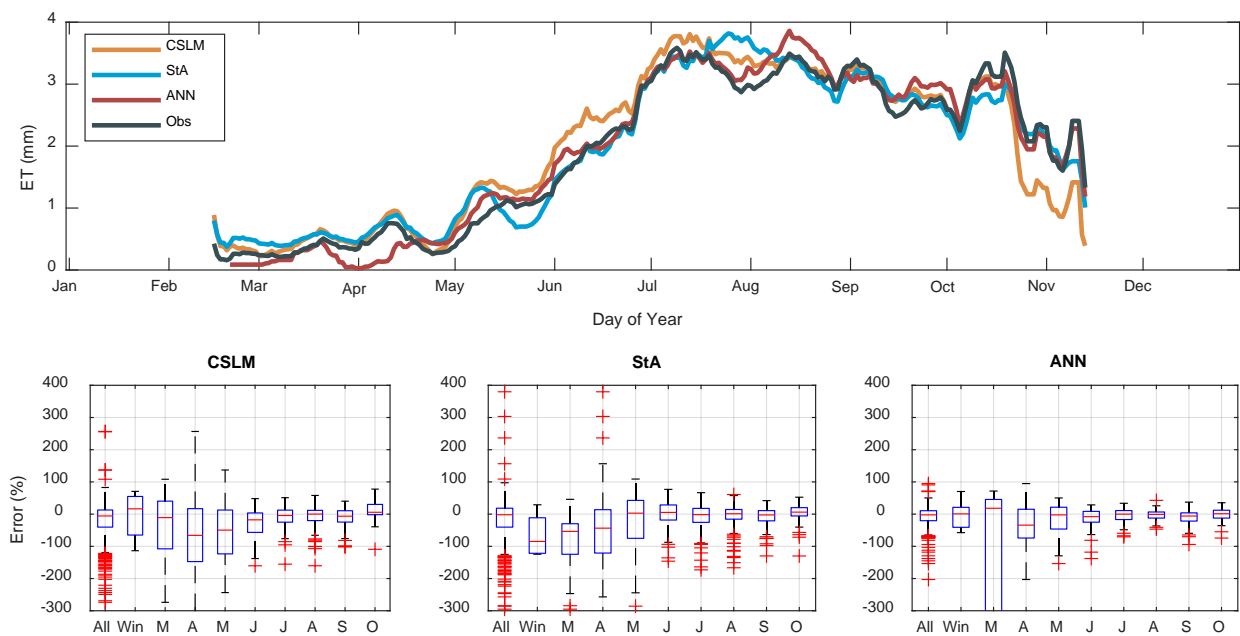 4
3
2
1
0
ET (mm)
CSLM
StA
ANN
Obs
Jan Feb Mar Apr May Jun Jul Aug Sep Oct Nov Dec
Day of Year
CSLM StA ANN
400 400 400
300 300 300
200 200 200
100 100 100
0 0 0
-100 -100 -100
-200 -200 -200
-300 -300 -300
Error (%)
All Win M A M J J A S O All Win M A M J J A S O All Win M A M J J A S O